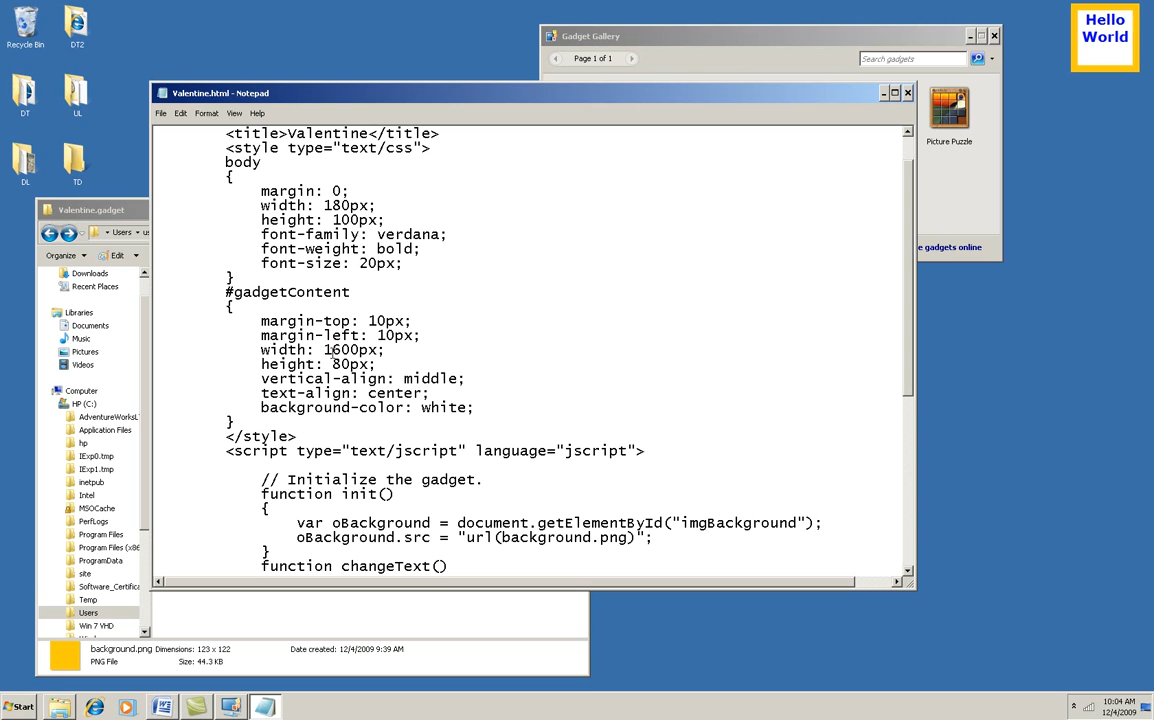 Recycle Bin
DT2
DT
UL
DL
TD
Hello
World
Gadget Gallery
Page 1 of 1
Search gadgets
Picture Puzzle
e gadgets online
Valentine.html - Notepad
File Edit Format View Help
<title>Valentine</title>
<style type="text/css">
body
{
margin: 0;
width: 180px;
height: 100px;
font-family: verdana;
font-weight: bold;
font-size: 20px;
}
#gadgetContent
{
margin-top: 10px;
margin-left: 10px;
width: 1600px;
height: 80px;
vertical-align: middle;
text-align: center;
background-color: white;
}
</style>
<script type="text/jscript" language="jscript">
// Initialize the gadget.
function init()
{
var oBackground = document.getElementById("imgBackground");
oBackground.src = "url(background.png)";
}
function changeText()
Valentine.gadget
Users
Organize Edit
Downloads
Recent Places
Libraries
Documents
Music
Pictures
Videos
Computer
HP (C:)
AdventureWorksL
Application Files
hp
IExp0.tmp
IExp1.tmp
inetpub
Intel
MSOCache
PerfLogs
Program Files
Program Files (x86
ProgramData
site
Software_Certifica
Temp
Users
Win 7 VHD
background.png Dimensions: 123 x 122 Date created: 12/4/2009 9:39 AM
PNG File Size: 44.3 KB
Start
10:04 AM
12/4/2009